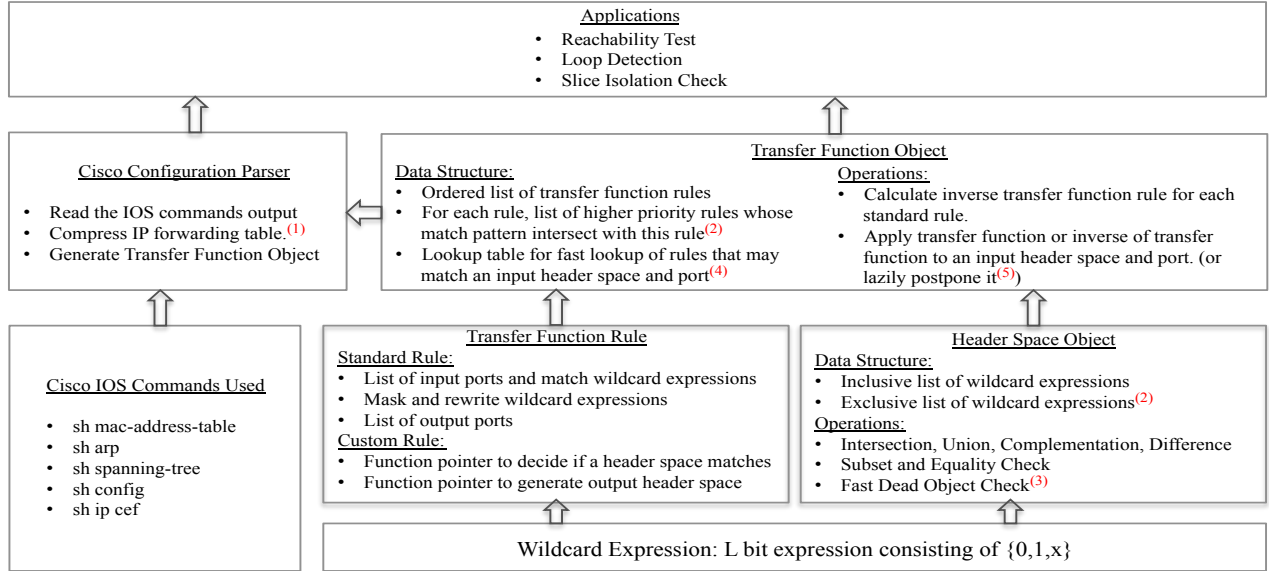 Applications
• Reachability Test
• Loop Detection
• Slice Isolation Check
Cisco Configuration Parser
• Read the IOS commands output
• Compress IP forwarding table.(1)
• Generate Transfer Function Object
Transfer Function Object
Data Structure:
• Ordered list of transfer function rules
• For each rule, list of higher priority rules whose
match pattern intersect with this rule(2)
• Lookup table for fast lookup of rules that may
match an input header space and port(4)
Operations:
• Calculate inverse transfer function rule for each
standard rule.
• Apply transfer function or inverse of transfer
function to an input header space and port. (or
lazily postpone it(5))
Cisco IOS Commands Used
• sh mac-address-table
• sh arp
• sh spanning-tree
• sh config
• sh ip cef
Transfer Function Rule
Standard Rule:
• List of input ports and match wildcard expressions
• Mask and rewrite wildcard expressions
• List of output ports
Custom Rule:
• Function pointer to decide if a header space matches
• Function pointer to generate output header space
Header Space Object
Data Structure:
• Inclusive list of wildcard expressions
• Exclusive list of wildcard expressions(2)
Operations:
• Intersection, Union, Complementation, Difference
• Subset and Equality Check
• Fast Dead Object Check(3)
Wildcard Expression: L bit expression consisting of {0,1,x}